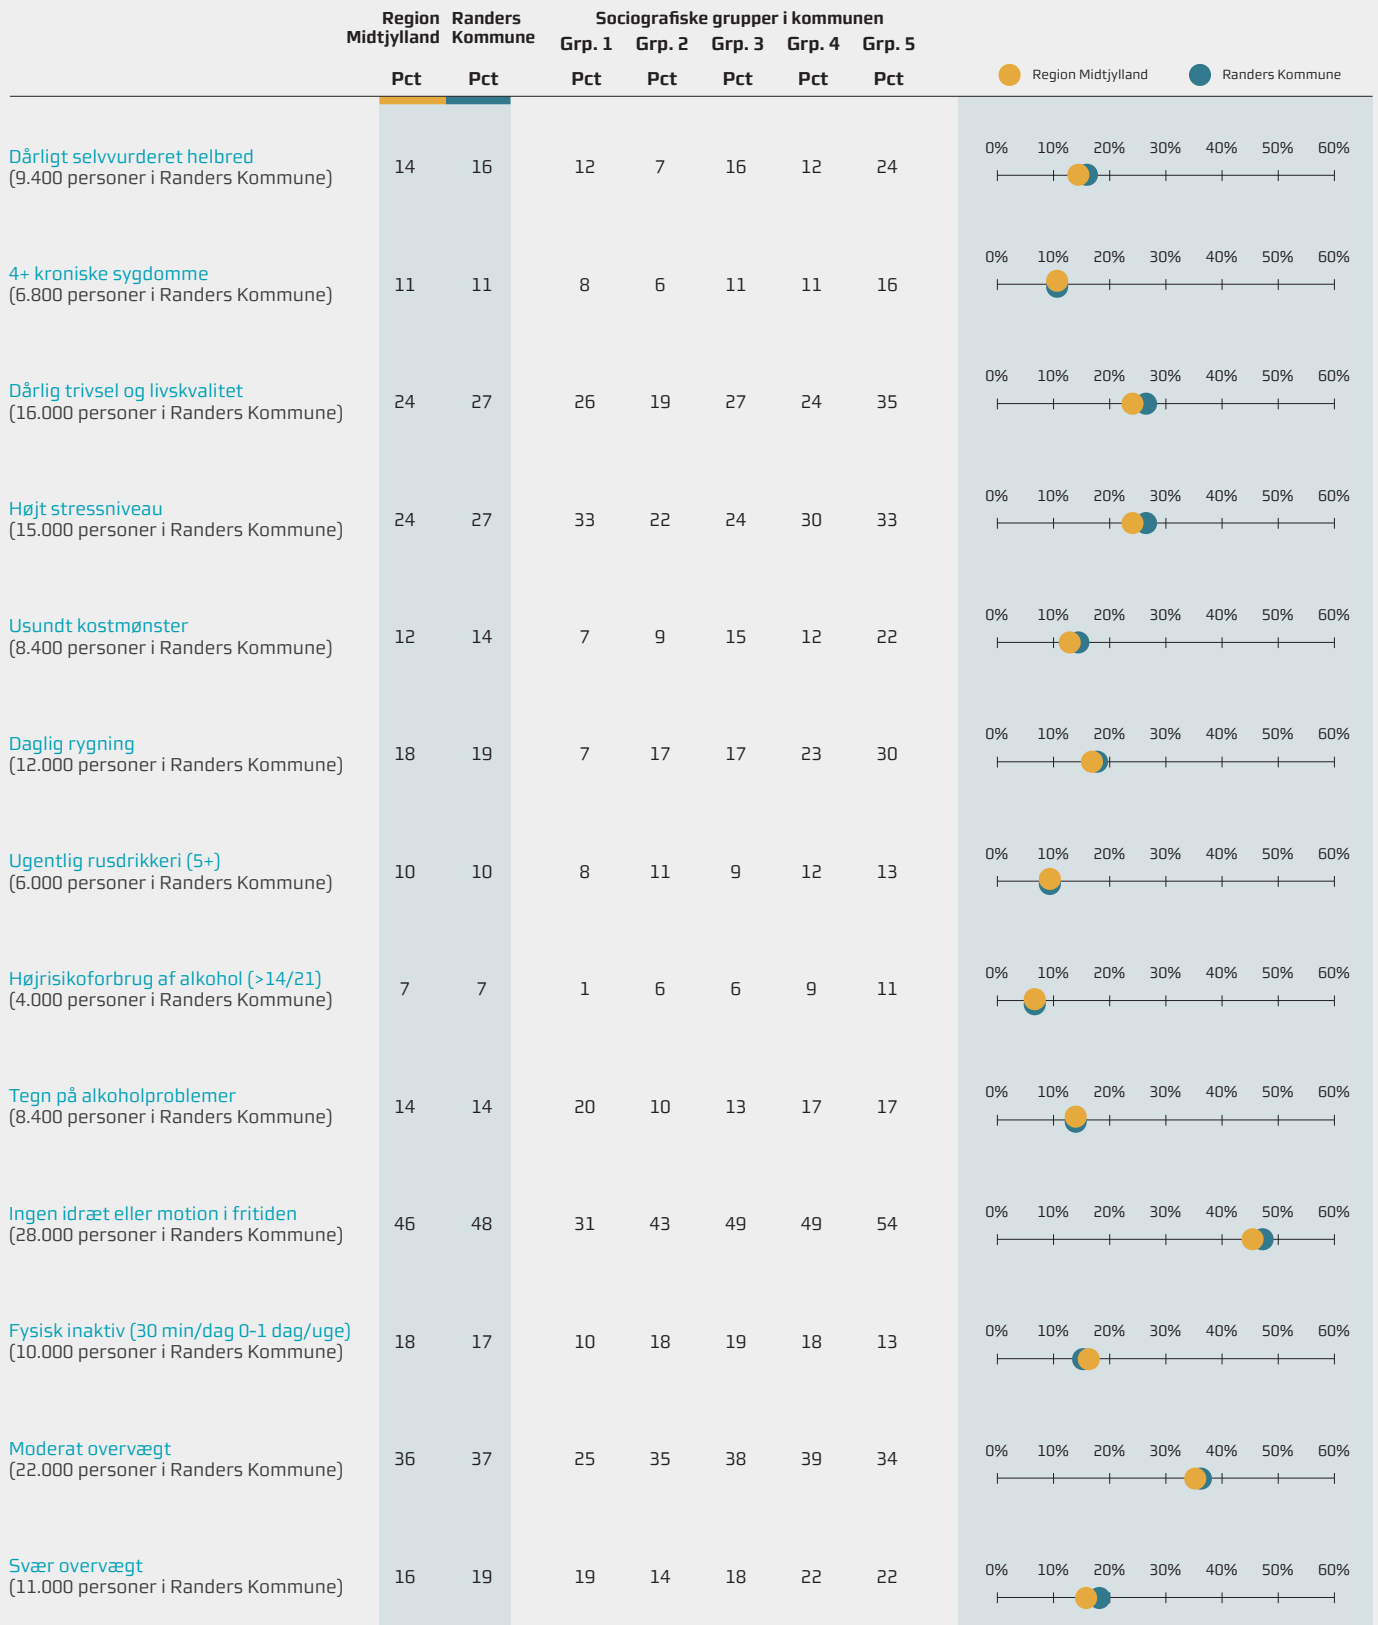 Region Midtjylland Randers Kommune Sociografiske grupper i kommunen
Grp. 1 Grp. 2 Grp. 3 Grp. 4 Grp. 5
Pct Pct Pct Pct Pct Pct Pct Region Midtjylland Randers Kommune
0% 10% 20% 30% 40% 50% 60%
Dårligt selvvurderet helbred
(9.400 personer i Randers Kommune) 14 16 12 7 16 12 24
0% 10% 20% 30% 40% 50% 60%
4+ kroniske sygdomme
(6.800 personer i Randers Kommune) 11 11 8 6 11 11 16
0% 10% 20% 30% 40% 50% 60%
Dårlig trivsel og livskvalitet
(16.000 personer i Randers Kommune) 24 27 26 19 27 24 35
0% 10% 20% 30% 40% 50% 60%
Højt stressniveau
(15.000 personer i Randers Kommune) 24 27 33 22 24 30 33
0% 10% 20% 30% 40% 50% 60%
Usundt kostmønster
(8.400 personer i Randers Kommune) 12 14 7 9 15 12 22
0% 10% 20% 30% 40% 50% 60%
Daglig rygning
(12.000 personer i Randers Kommune) 18 19 7 17 17 23 30
0% 10% 20% 30% 40% 50% 60%
Ugentlig rusdrikkeri (5+)
(6.000 personer i Randers Kommune) 10 10 8 11 9 12 13
0% 10% 20% 30% 40% 50% 60%
Højrisikoforbrug af alkohol (>14/21)
(4.000 personer i Randers Kommune) 7 7 1 6 6 9 11
0% 10% 20% 30% 40% 50% 60%
Tegn på alkoholproblemer
(8.400 personer i Randers Kommune) 14 14 20 10 13 17 17
0% 10% 20% 30% 40% 50% 60%
Ingen idræt eller motion i fritiden
(28.000 personer i Randers Kommune) 46 48 31 43 49 49 54
0% 10% 20% 30% 40% 50% 60%
Fysisk inaktiv (30 min/dag 0-1 dag/uge)
(10.000 personer i Randers Kommune) 18 17 10 18 19 18 13
0% 10% 20% 30% 40% 50% 60%
Moderat overvægt
(22.000 personer i Randers Kommune) 36 37 25 35 38 39 34
0% 10% 20% 30% 40% 50% 60%
Svær overvægt
(11.000 personer i Randers Kommune) 16 19 19 14 18 22 22